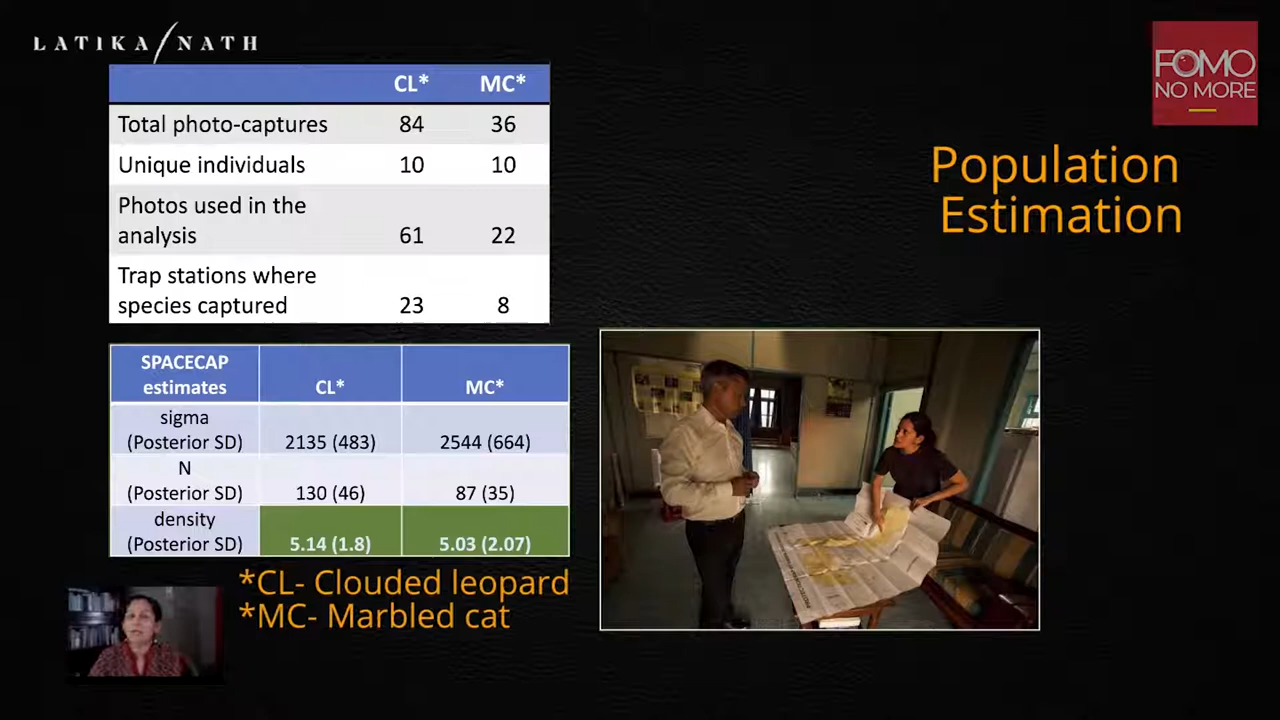 LATIKA NATH
FOMO
NO MORE
CL* MC*
Total photo-captures 84 36
Unique individuals 10 10
Photos used in the
analysis 61 22
Trap stations where
species captured 23 8
Population
Estimation
SPACECAP
estimates CL* MC*
sigma
(Posterior SD) 2135 (483) 2544 (664)
N
(Posterior SD) 130 (46) 87 (35)
density
(Posterior SD) 5.14 (1.8) 5.03 (2.07)
*CL- Clouded leopard
*MC- Marbled cat